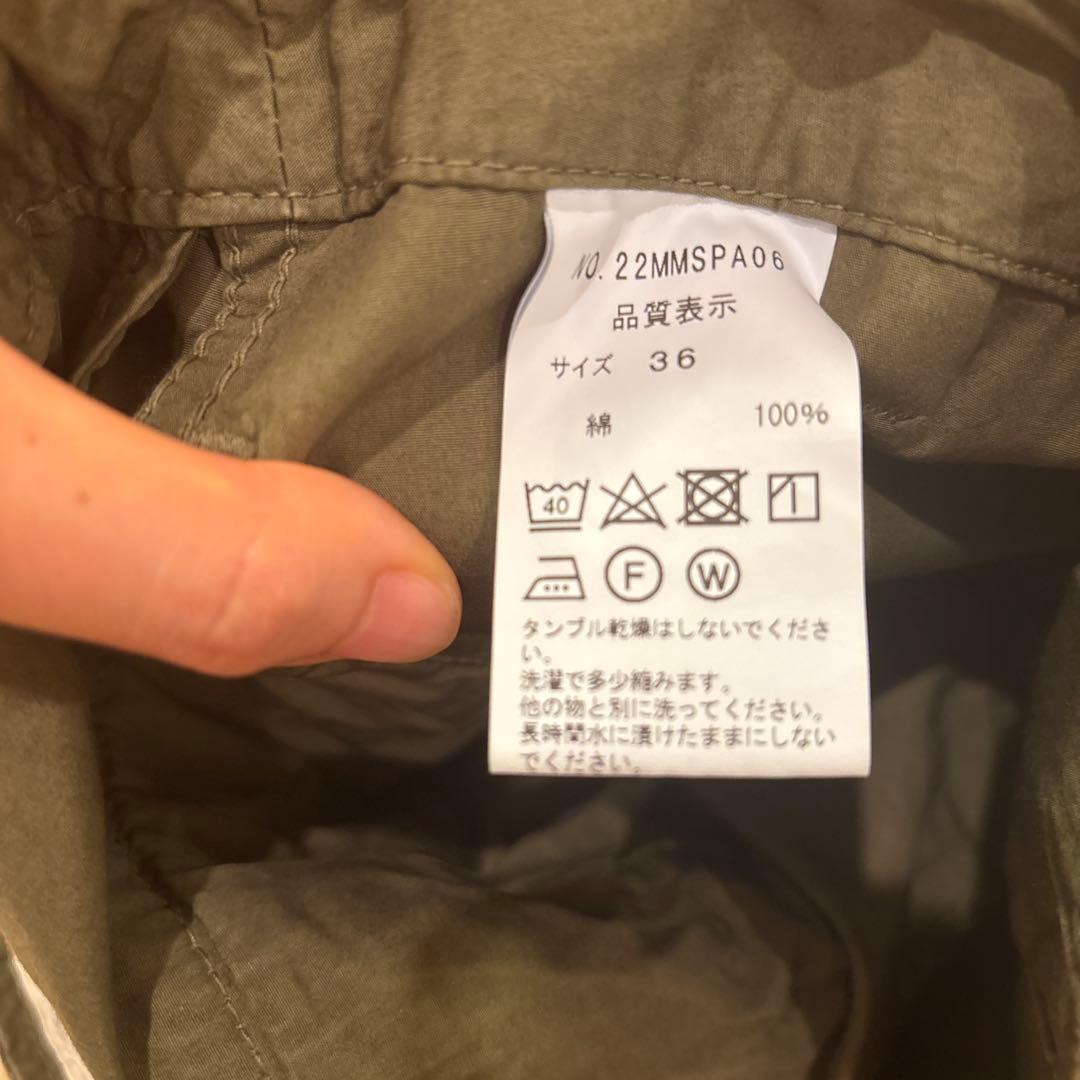 NO. 22MMSPA06
品質表示
サイズ 36
綿 100%
40
F W
タンブル乾燥はしないでくださ
い。
洗濯で多少縮みます。
他の物と別に洗ってください。
長時間水に漬けたままにしない
でください。